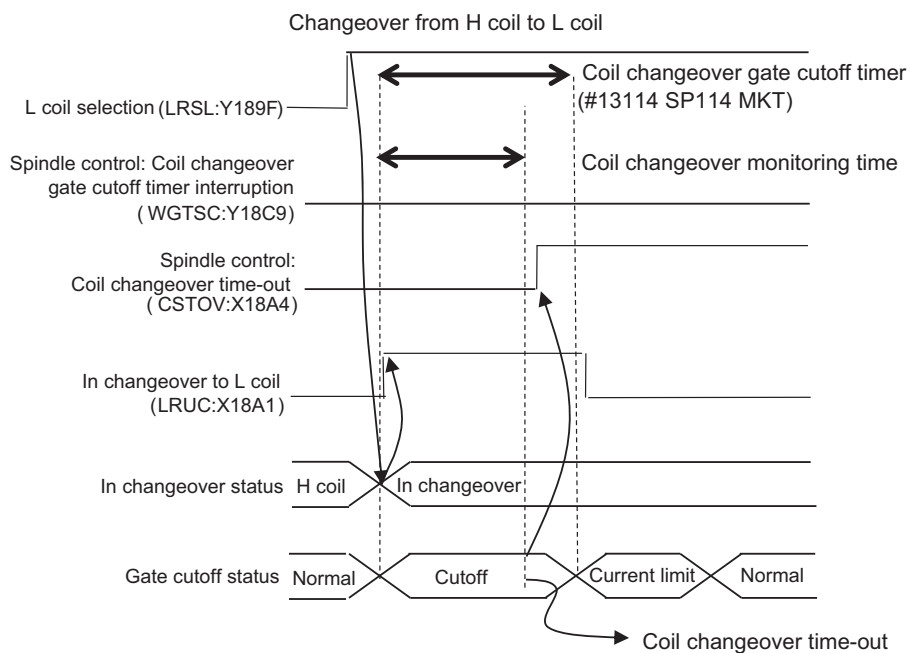 Changeover from H coil to L coil
L coil selection (LRSL:Y189F)
Coil changeover gate cutoff timer
(#13114 SP114 MKT)
Spindle control: Coil changeover
gate cutoff timer interruption
( WGTSC:Y18C9)
Coil changeover monitoring time
Spindle control:
Coil changeover time-out
( CSTOV:X18A4)
In changeover to L coil
(LRUC:X18A1)
In changeover status H coil In changeover
Gate cutoff status Normal Cutoff Current limit Normal
Coil changeover time-out